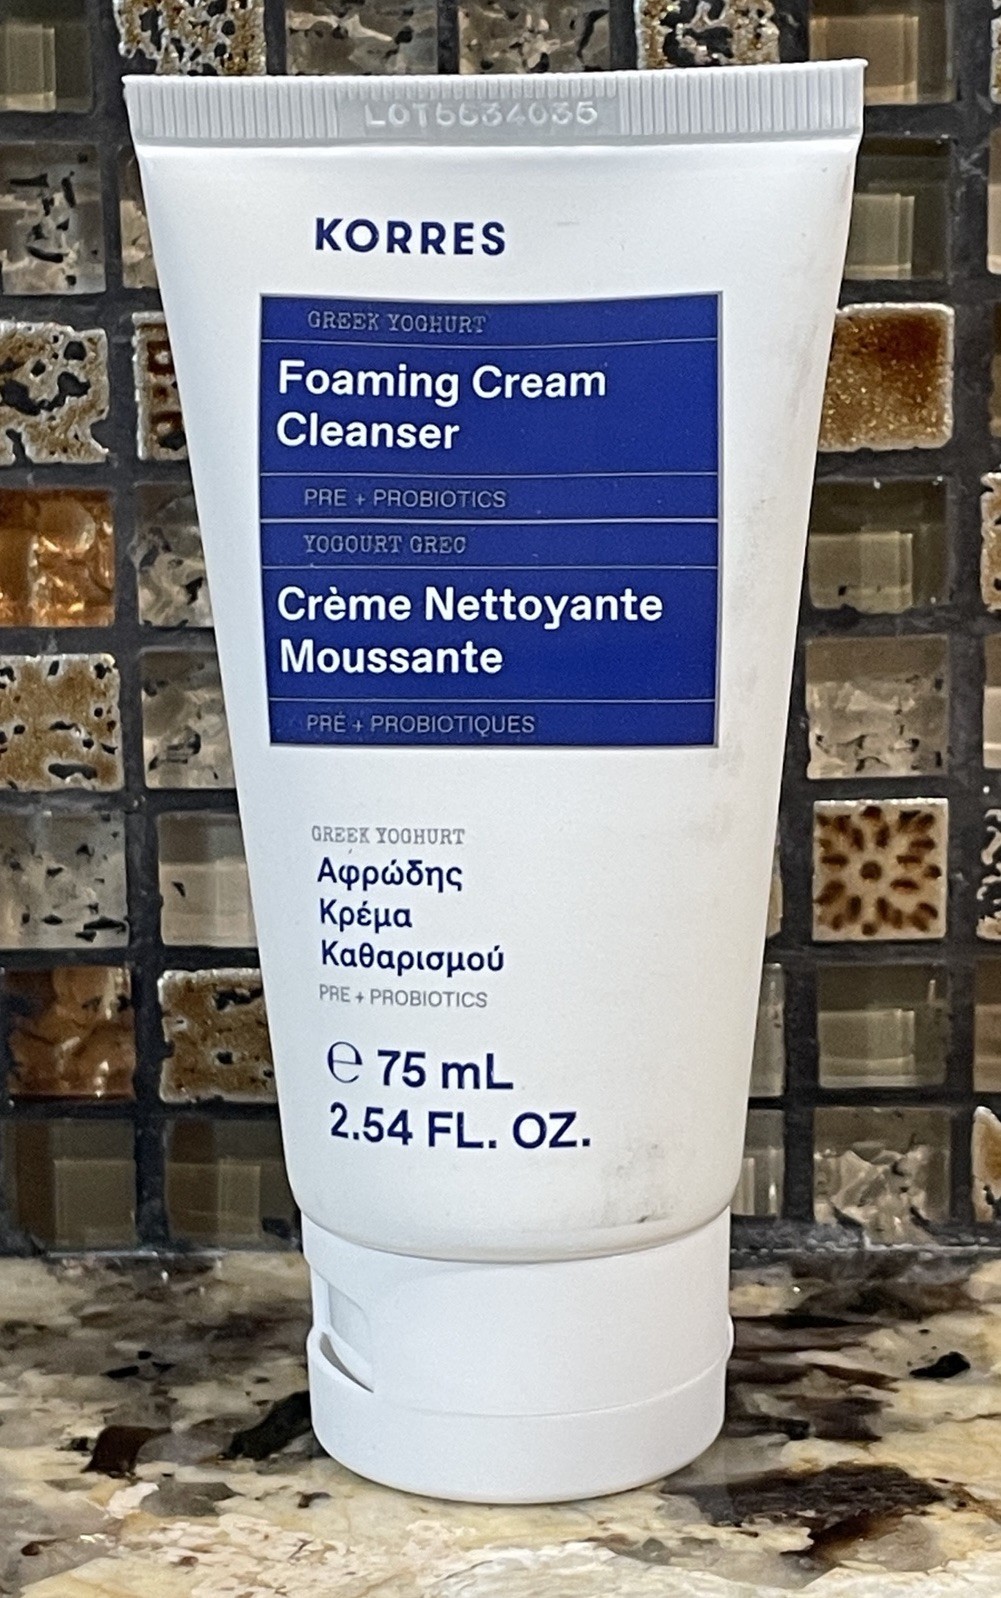 LOT5634035
KORRES
GREEK YOGHURT
Foaming Cream
Cleanser
PRE + PROBIOTICS
YOGOURT GREC
Crème Nettoyante
Moussante
PRÉ + PROBIOTIQUES
GREEK YOGHURT
Αφρώδης
Κρέμα
Καθαρισμού
PRE + PROBIOTICS
℮ 75 mL
2.54 FL. OZ.